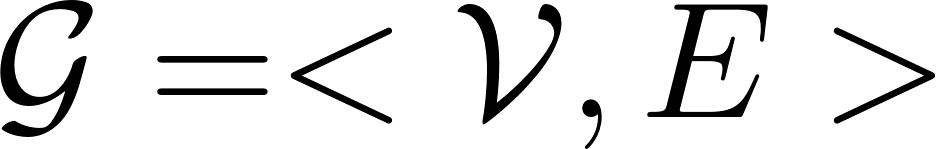 𝒢 =< 𝒱, E >